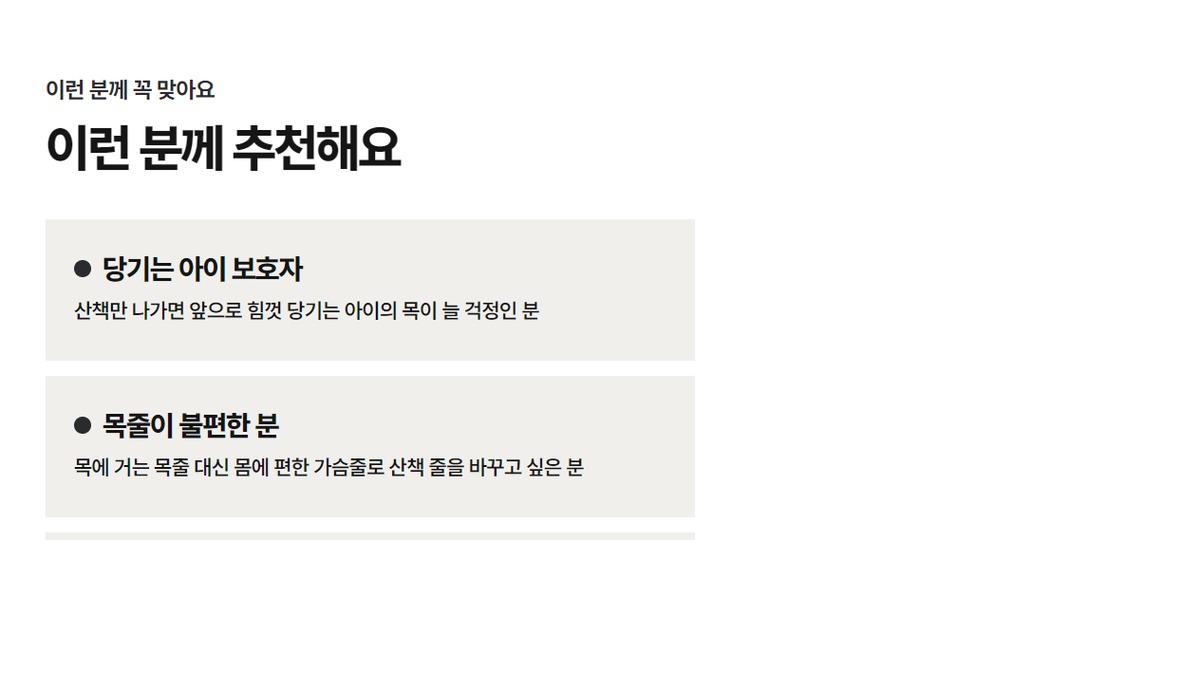 이런 분께 꼭 맞아요
이런 분께 추천해요
당기는 아이 보호자
산책만 나가면 앞으로 힘껏 당기는 아이의 목이 늘 걱정인 분
목줄이 불편한 분
목에 거는 목줄 대신 몸에 편한 가슴줄로 산책 줄을 바꾸고 싶은 분